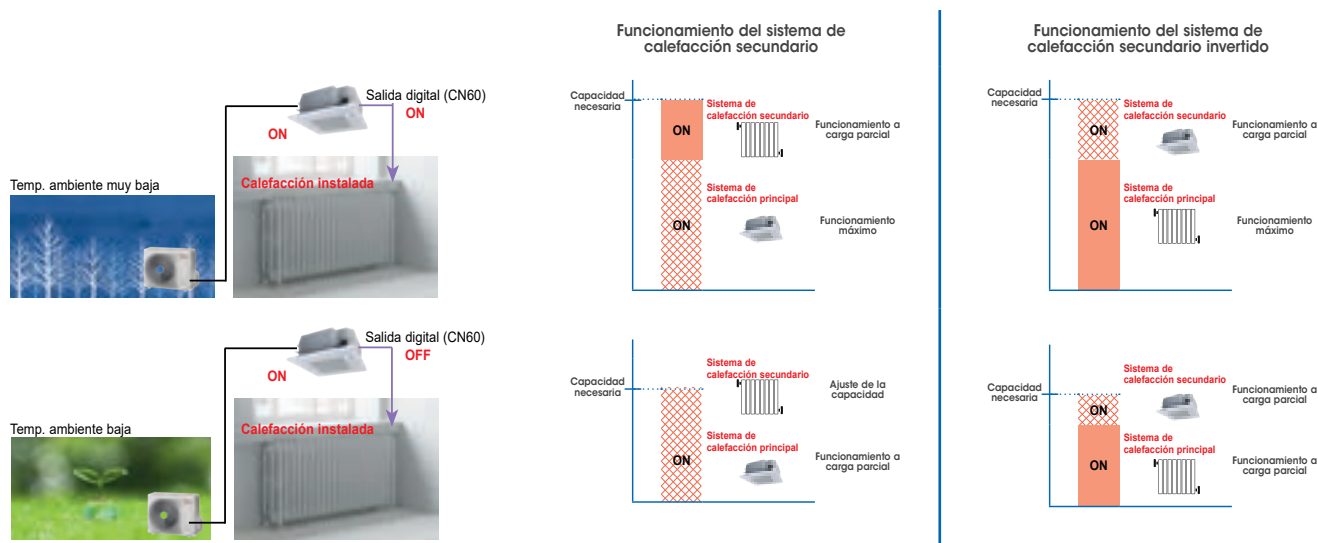 Funcionamiento del sistema de
calefacción secundario
Funcionamiento del sistema de
calefacción secundario invertido
Salida digital (CN60)
ON
ON
Calefacción instalada
Temp. ambiente muy baja
Capacidad
necesaria
ON
Sistema de
calefacción secundario
Funcionamiento a
carga parcial
ON
Sistema de
calefacción principal
Funcionamiento
máximo
Capacidad
necesaria
ON
Sistema de
calefacción secundario
Funcionamiento a
carga parcial
ON
Sistema de
calefacción principal
Funcionamiento
máximo
Salida digital (CN60)
OFF
ON
Calefacción instalada
Temp. ambiente baja
Capacidad
necesaria
Sistema de
calefacción secundario
Ajuste de la
capacidad
ON
Sistema de
calefacción principal
Funcionamiento a
carga parcial
Capacidad
necesaria
ON
Sistema de
calefacción secundario
Funcionamiento a
carga parcial
ON
Sistema de
calefacción principal
Funcionamiento a
carga parcial